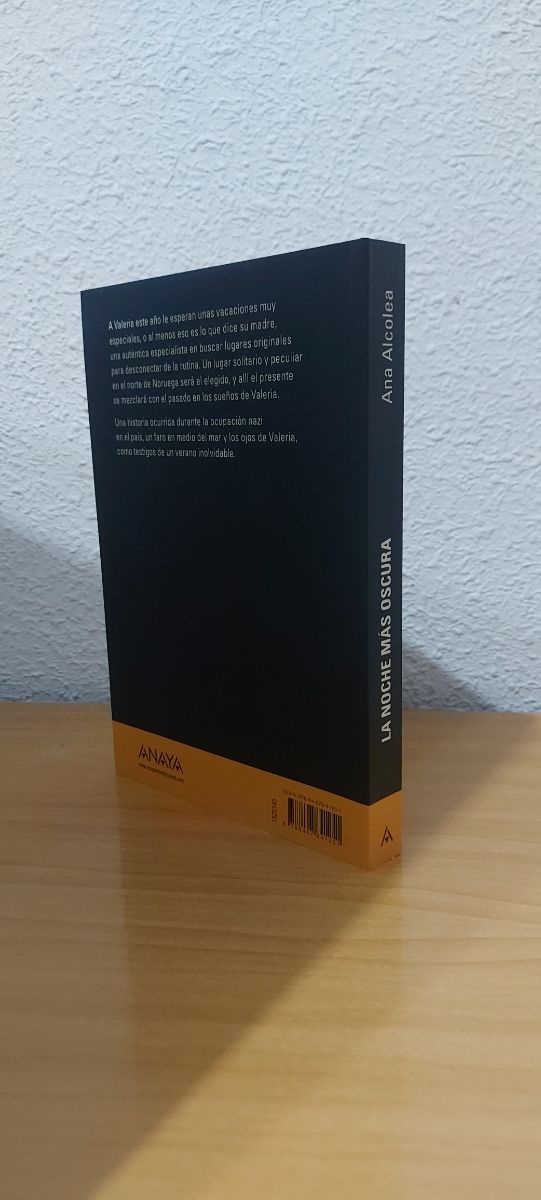 A Valeria este año le esperan unas vacaciones muy
especiales, o al menos eso es lo que dice su madre,
una auténtica especialista en buscar lugares originales
para desconectar de la rutina. Un lugar solitario y peculiar
en el norte de Noruega será el elegido, y allí el presente
se mezclará con el pasado en los sueños de Valeria.
Una historia ocurrida durante la ocupación nazi
en el país, un faro en medio del mar y los ojos de Valeria,
como testigos de un verano inolvidable.
ANAYA
1525145
ISBN
LA NOCHE MÁS OSCURA
Ana Alcolea